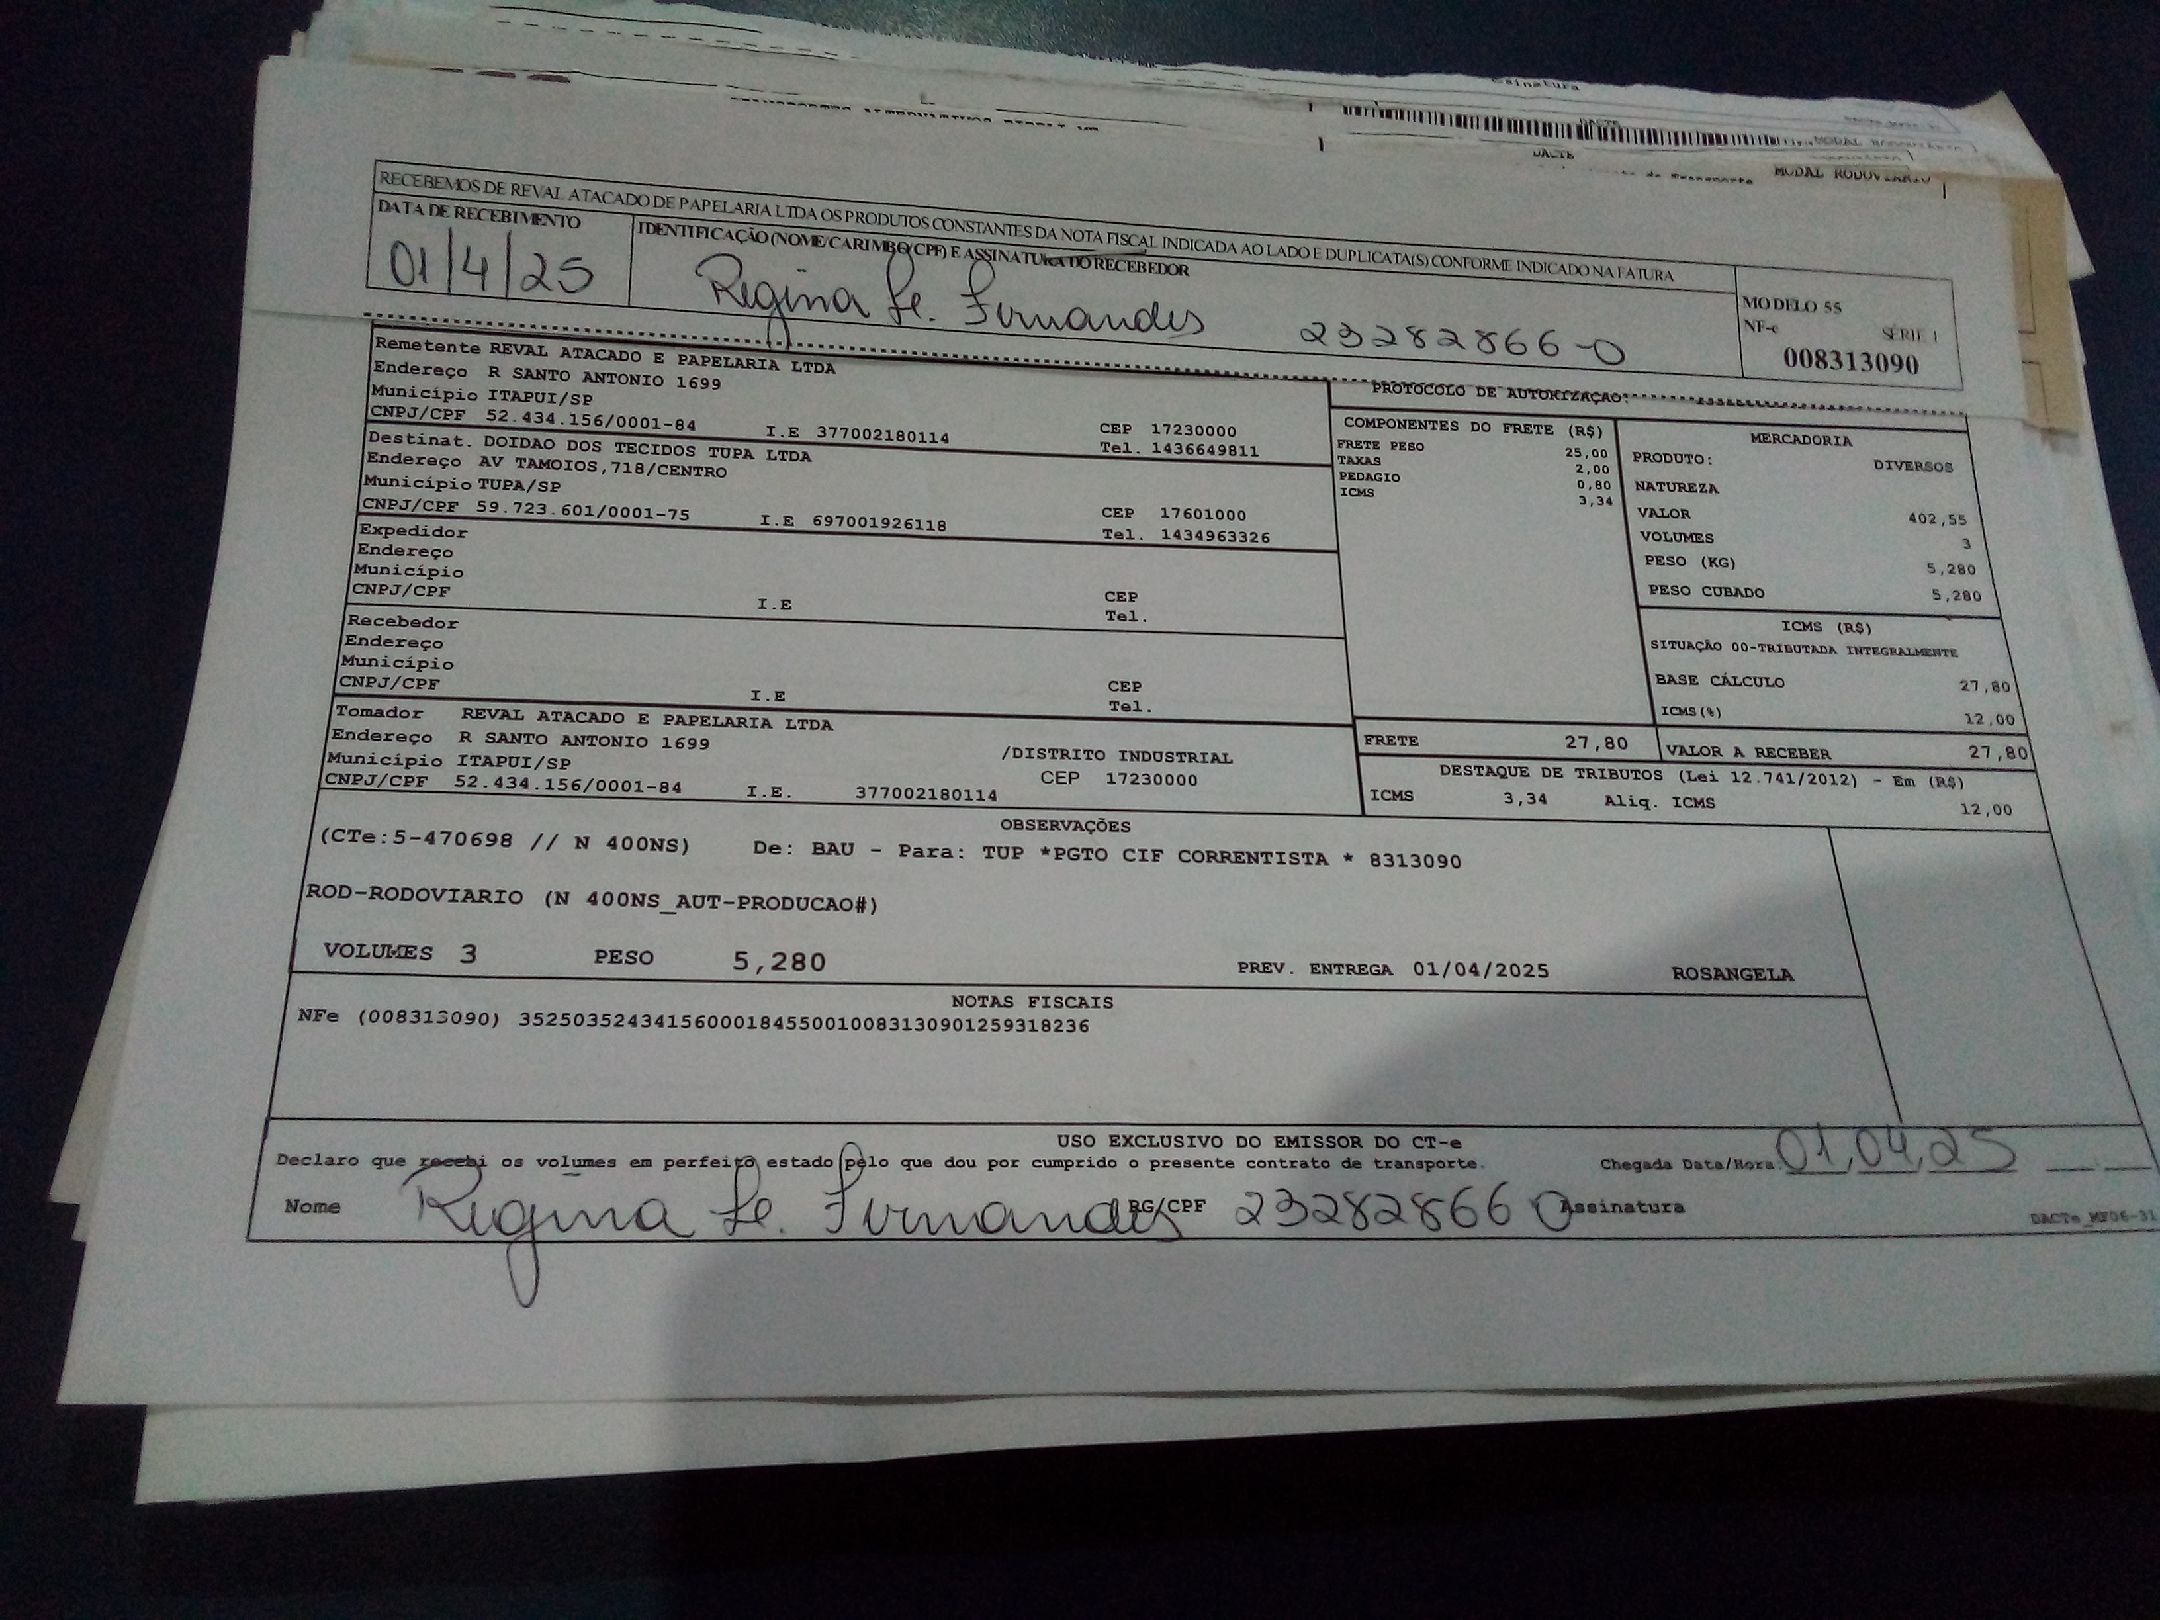 DACTE
MODAL RODOVIÁRIO
RECEBEMOS DE REVAL ATACADO DE PAPELARIA LTDA OS PRODUTOS CONSTANTES DA NOTA FISCAL INDICADA AO LADO E DUPLICATA(S) CONFORME INDICADO NA FATURA
DATA DE RECEBIMENTO
01/4/25
IDENTIFICAÇÃO (NOME/CARIMBO/CPF) E ASSINATURA DO RECEBEDOR
Regina Fernandes 23282866-0
MODELO 55
NF-e SÉRIE 1
008313090
Remetente REVAL ATACADO E PAPELARIA LTDA
Endereço R SANTO ANTONIO 1699
Município ITAPUI/SP
CNPJ/CPF 52.434.156/0001-84 I.E 377002180114 CEP 17230000
Tel. 1436649811
Destinat. DOIDAO DOS TECIDOS TUPA LTDA
Endereço AV TAMOIOS,718/CENTRO
Município TUPA/SP
CNPJ/CPF 59.723.601/0001-75 I.E 697001926118 CEP 17601000
Tel. 1434963326
Expedidor
Endereço
Município
CNPJ/CPF I.E CEP
Tel.
Recebedor
Endereço
Município
CNPJ/CPF I.E CEP
Tel.
Tomador REVAL ATACADO E PAPELARIA LTDA
Endereço R SANTO ANTONIO 1699 /DISTRITO INDUSTRIAL
Município ITAPUI/SP CEP 17230000
CNPJ/CPF 52.434.156/0001-84 I.E. 377002180114
PROTOCOLO DE AUTORIZAÇÃO:
COMPONENTES DO FRETE (R$)
FRETE PESO 25,00
TAXAS 2,00
PEDAGIO 0,80
ICMS 3,34
MERCADORIA
PRODUTO: DIVERSOS
NATUREZA
VALOR 402,55
VOLUMES 3
PESO (KG) 5,280
PESO CUBADO 5,280
ICMS (R$)
SITUAÇÃO 00-TRIBUTADA INTEGRALMENTE
BASE CÁLCULO 27,80
ICMS(%) 12,00
FRETE 27,80 VALOR A RECEBER 27,80
DESTAQUE DE TRIBUTOS (Lei 12.741/2012) - Em (R$)
ICMS 3,34 Aliq. ICMS 12,00
OBSERVAÇÕES
(CTe:5-470698 // N 400NS) De: BAU - Para: TUP *PGTO CIF CORRENTISTA * 8313090
ROD-RODOVIARIO (N 400NS_AUT-PRODUCAO#)
VOLUMES 3 PESO 5,280 PREV. ENTREGA 01/04/2025 ROSANGELA
NOTAS FISCAIS
NFe (008313090) 35250352434156000184550010083130901259318236
USO EXCLUSIVO DO EMISSOR DO CT-e
Declaro que recebi os volumes em perfeito estado pelo que dou por cumprido o presente contrato de transporte. Chegada Data/Hora 01,04,25
Nome Regina Fernandes RG/CPF 232828660 Assinatura
DACTe_MF06-31